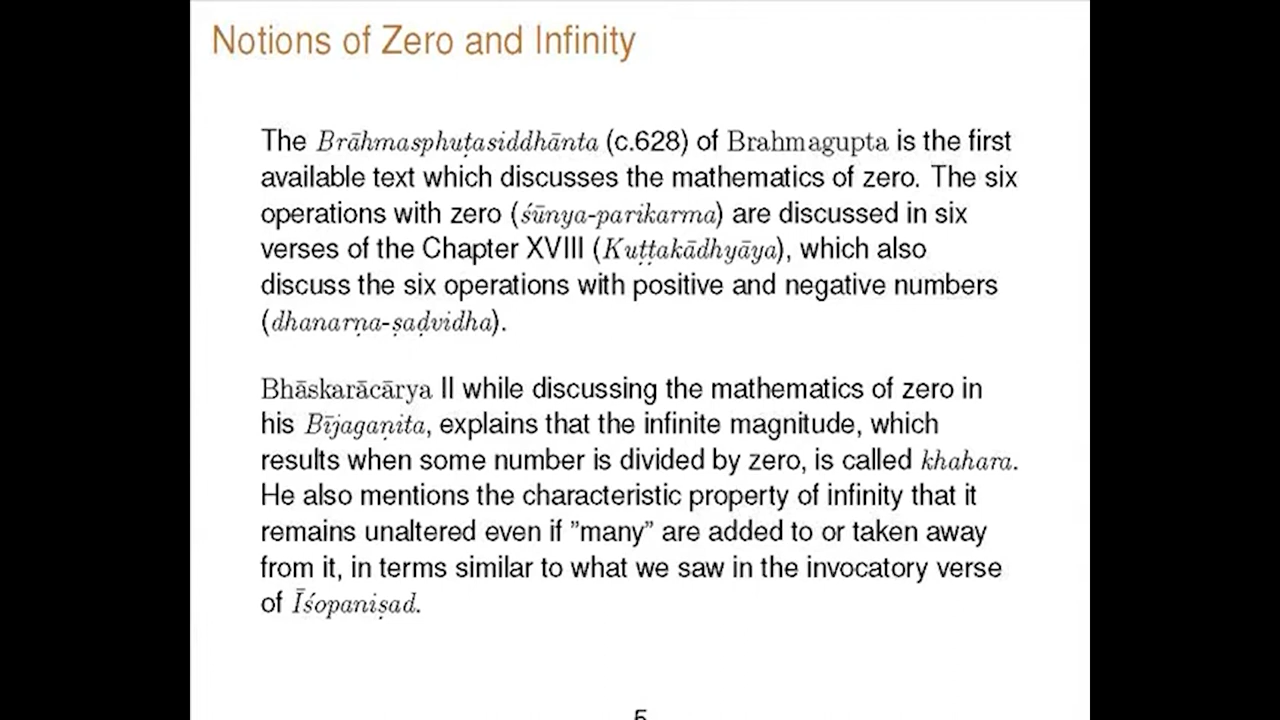 Notions of Zero and Infinity
The Brāhmasphuṭasiddhānta (c.628) of Brahmagupta is the first
available text which discusses the mathematics of zero. The six
operations with zero (śūnya-parikarma) are discussed in six
verses of the Chapter XVIII (Kuṭṭakādhyāya), which also
discuss the six operations with positive and negative numbers
(dhanarṇa-ṣaḍvidha).
Bhāskarācārya II while discussing the mathematics of zero in
his Bījagaṇita, explains that the infinite magnitude, which
results when some number is divided by zero, is called khahara.
He also mentions the characteristic property of infinity that it
remains unaltered even if ”many” are added to or taken away
from it, in terms similar to what we saw in the invocatory verse
of Īśopaniṣad.
5